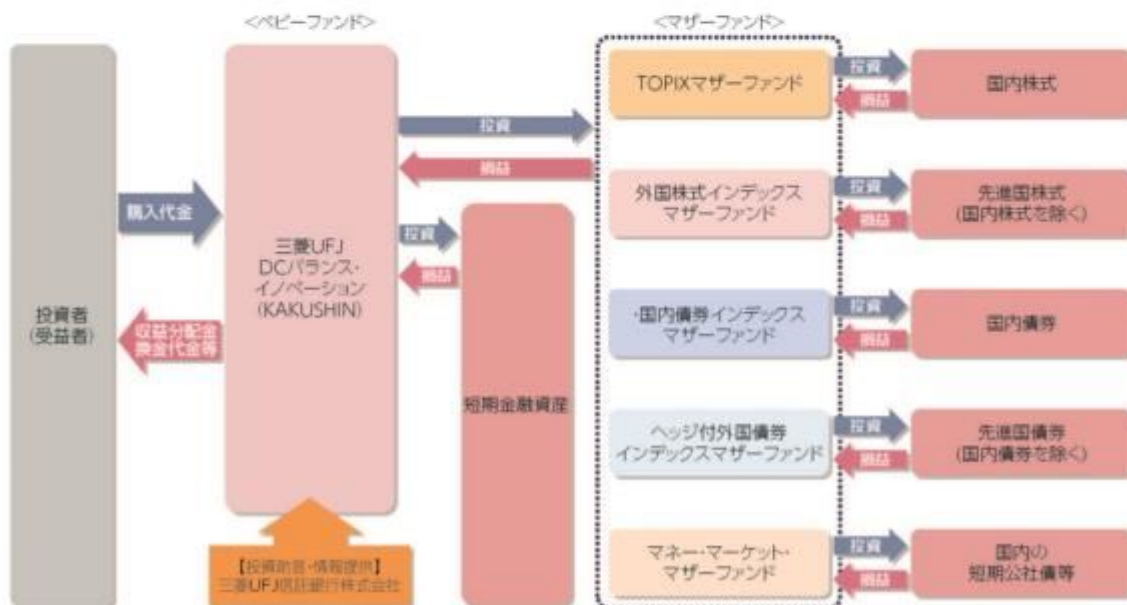 <ベビーファンド>
<マザーファンド>
投資者
(受益者)
購入代金
収益分配金
換金代金等
三菱UFJ
DCバランス・
イノベーション
(KAKUSHIN)
【投資助言・情報提供】
三菱UFJ信託銀行株式会社
投資
損益
投資
損益
短期金融資産
TOPIXマザーファンド
投資
損益
国内株式
外国株式インデックス
マザーファンド
投資
損益
先進国株式
(国内株式を除く)
・国内債券インデックス
マザーファンド
投資
損益
国内債券
ヘッジ付外国債券
インデックスマザーファンド
投資
損益
先進国債券
(国内債券を除く)
マネー・マーケット・
マザーファンド
投資
損益
国内の
短期公社債等